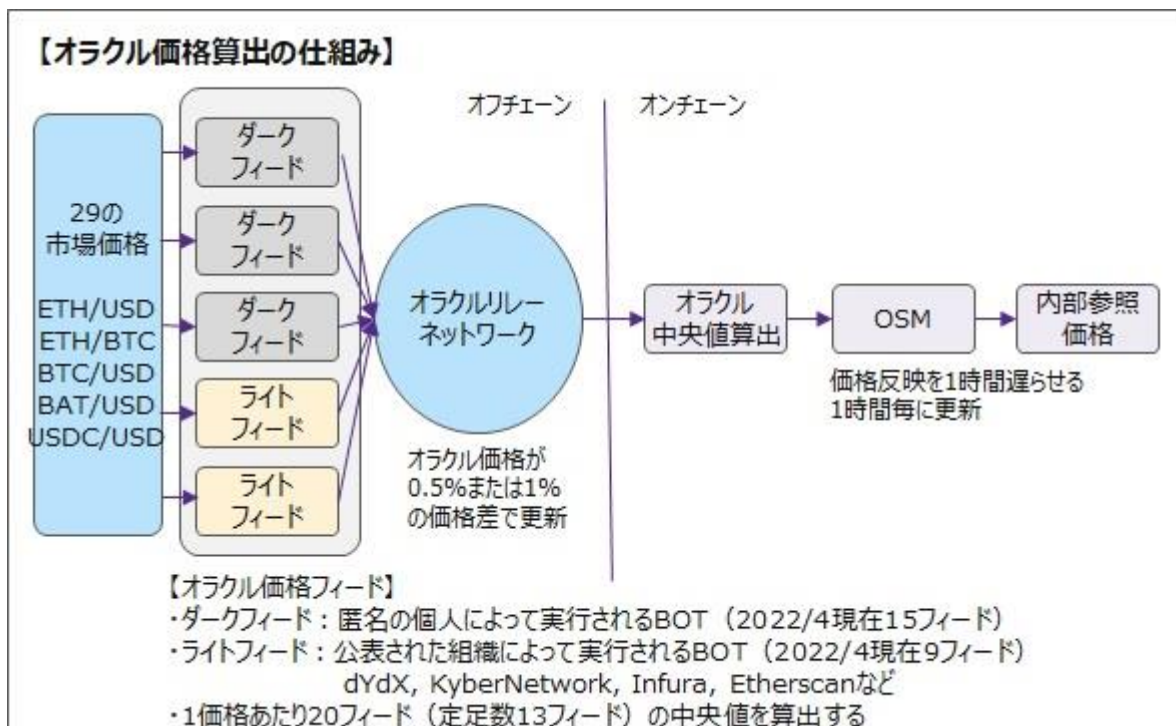 【オラクル価格算出の仕組み】
オフチェーン
オンチェーン
29の
市場価格
ETH/USD
ETH/BTC
BTC/USD
BAT/USD
USDC/USD
ダーク
フィード
ダーク
フィード
ダーク
フィード
ライト
フィード
ライト
フィード
オラクルリレー
ネットワーク
オラクル価格が
0.5%または1%
の価格差で更新
オラクル
中央値算出
OSM
価格反映を1時間遅らせる
1時間毎に更新
内部参照
価格
【オラクル価格フィード】
・ダークフィード：匿名の個人によって実行されるBOT（2022/4現在15フィード）
・ライトフィード：公表された組織によって実行されるBOT（2022/4現在9フィード）
dYdX, KyberNetwork, Infura, Etherscanなど
・1価格あたり20フィード（定足数13フィード）の中央値を算出する